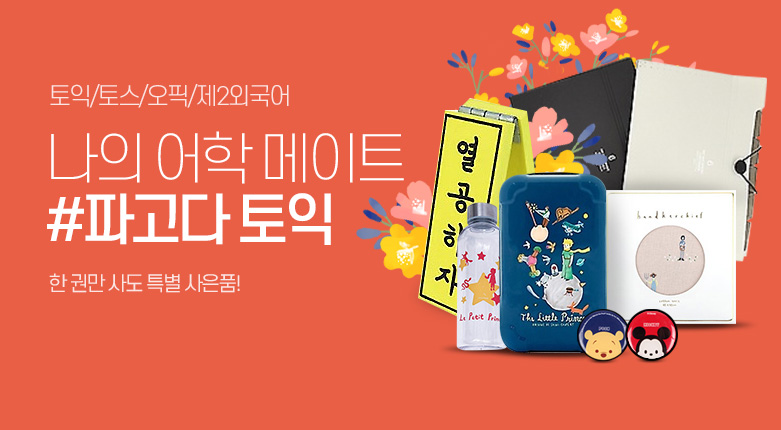 토익/토스/오픽/제2외국어
나의 어학 메이트
#파고다 토익
한 권만 사도 특별 사은품!
열
공
하
자
Le Petit Prince
The Little Prince
handkerchief